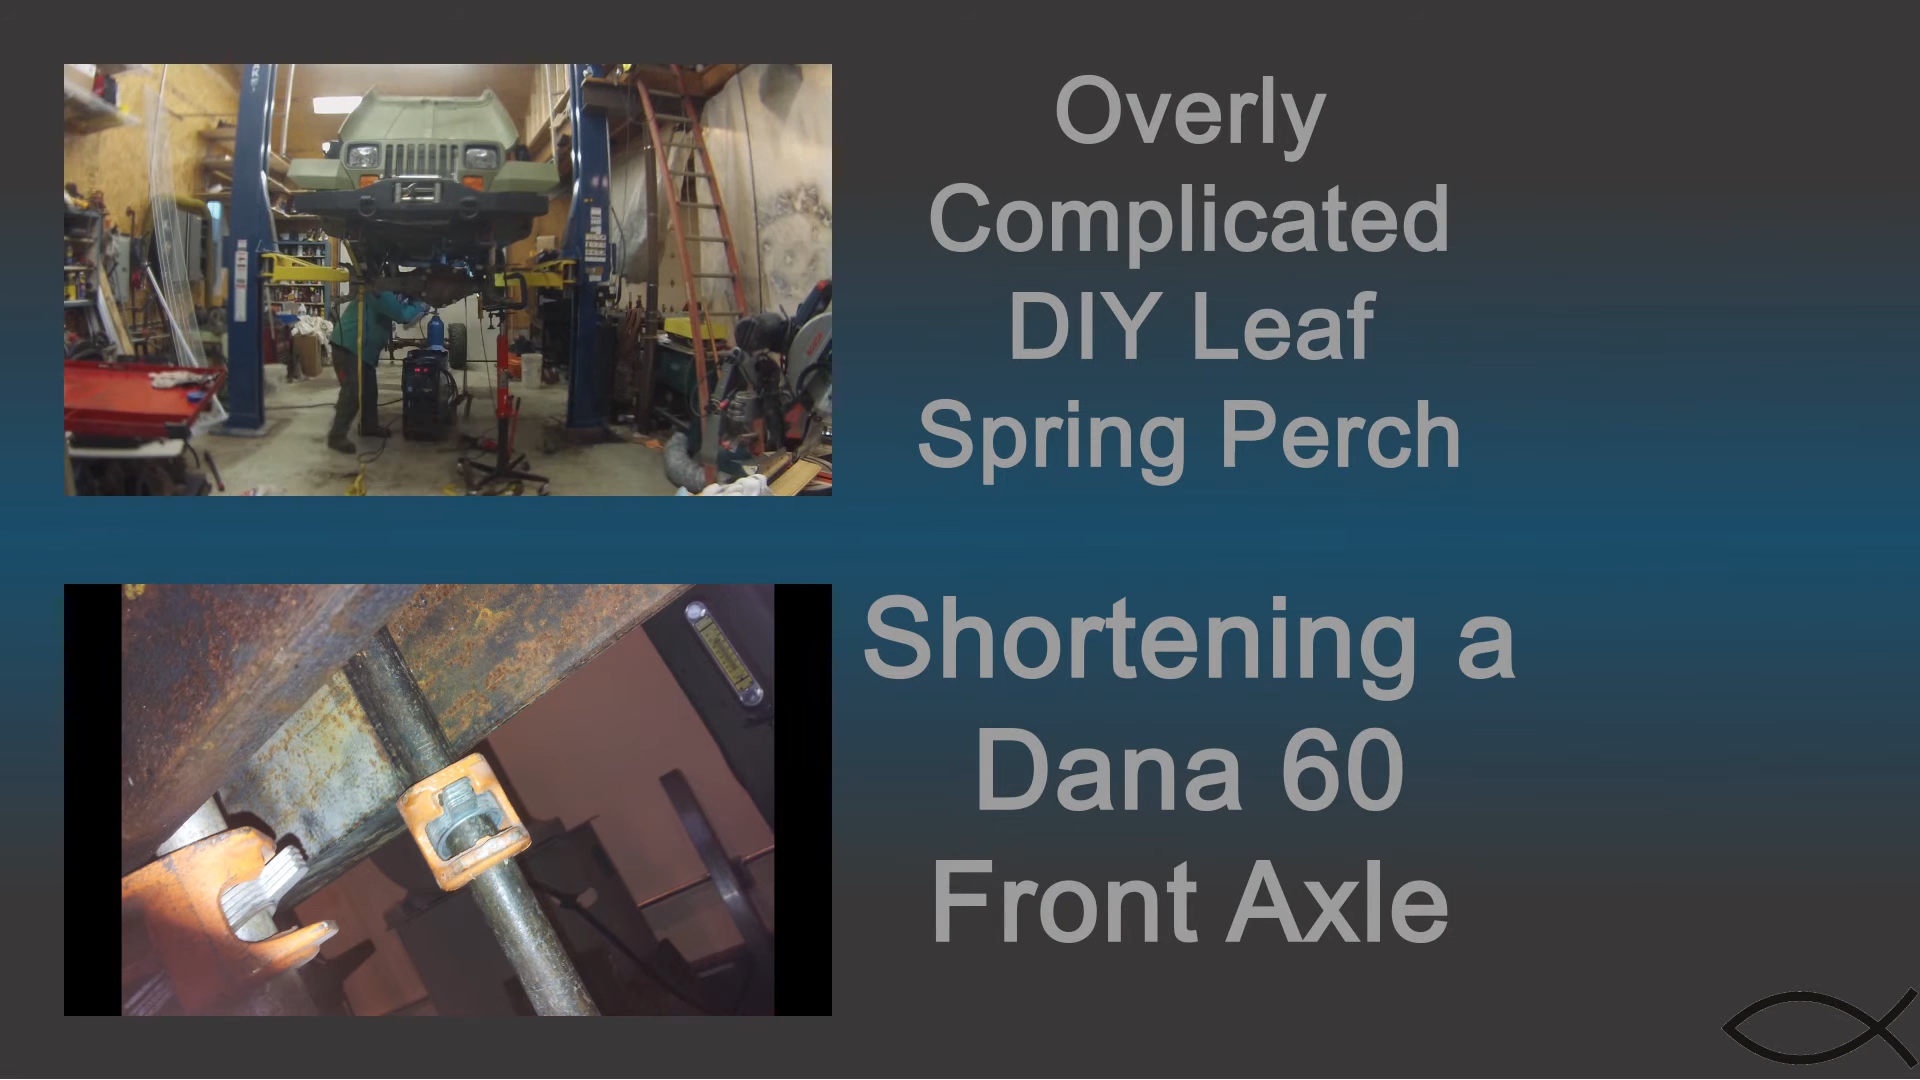 Overly
Complicated
DIY Leaf
Spring Perch
Shortening a
Dana 60
Front Axle